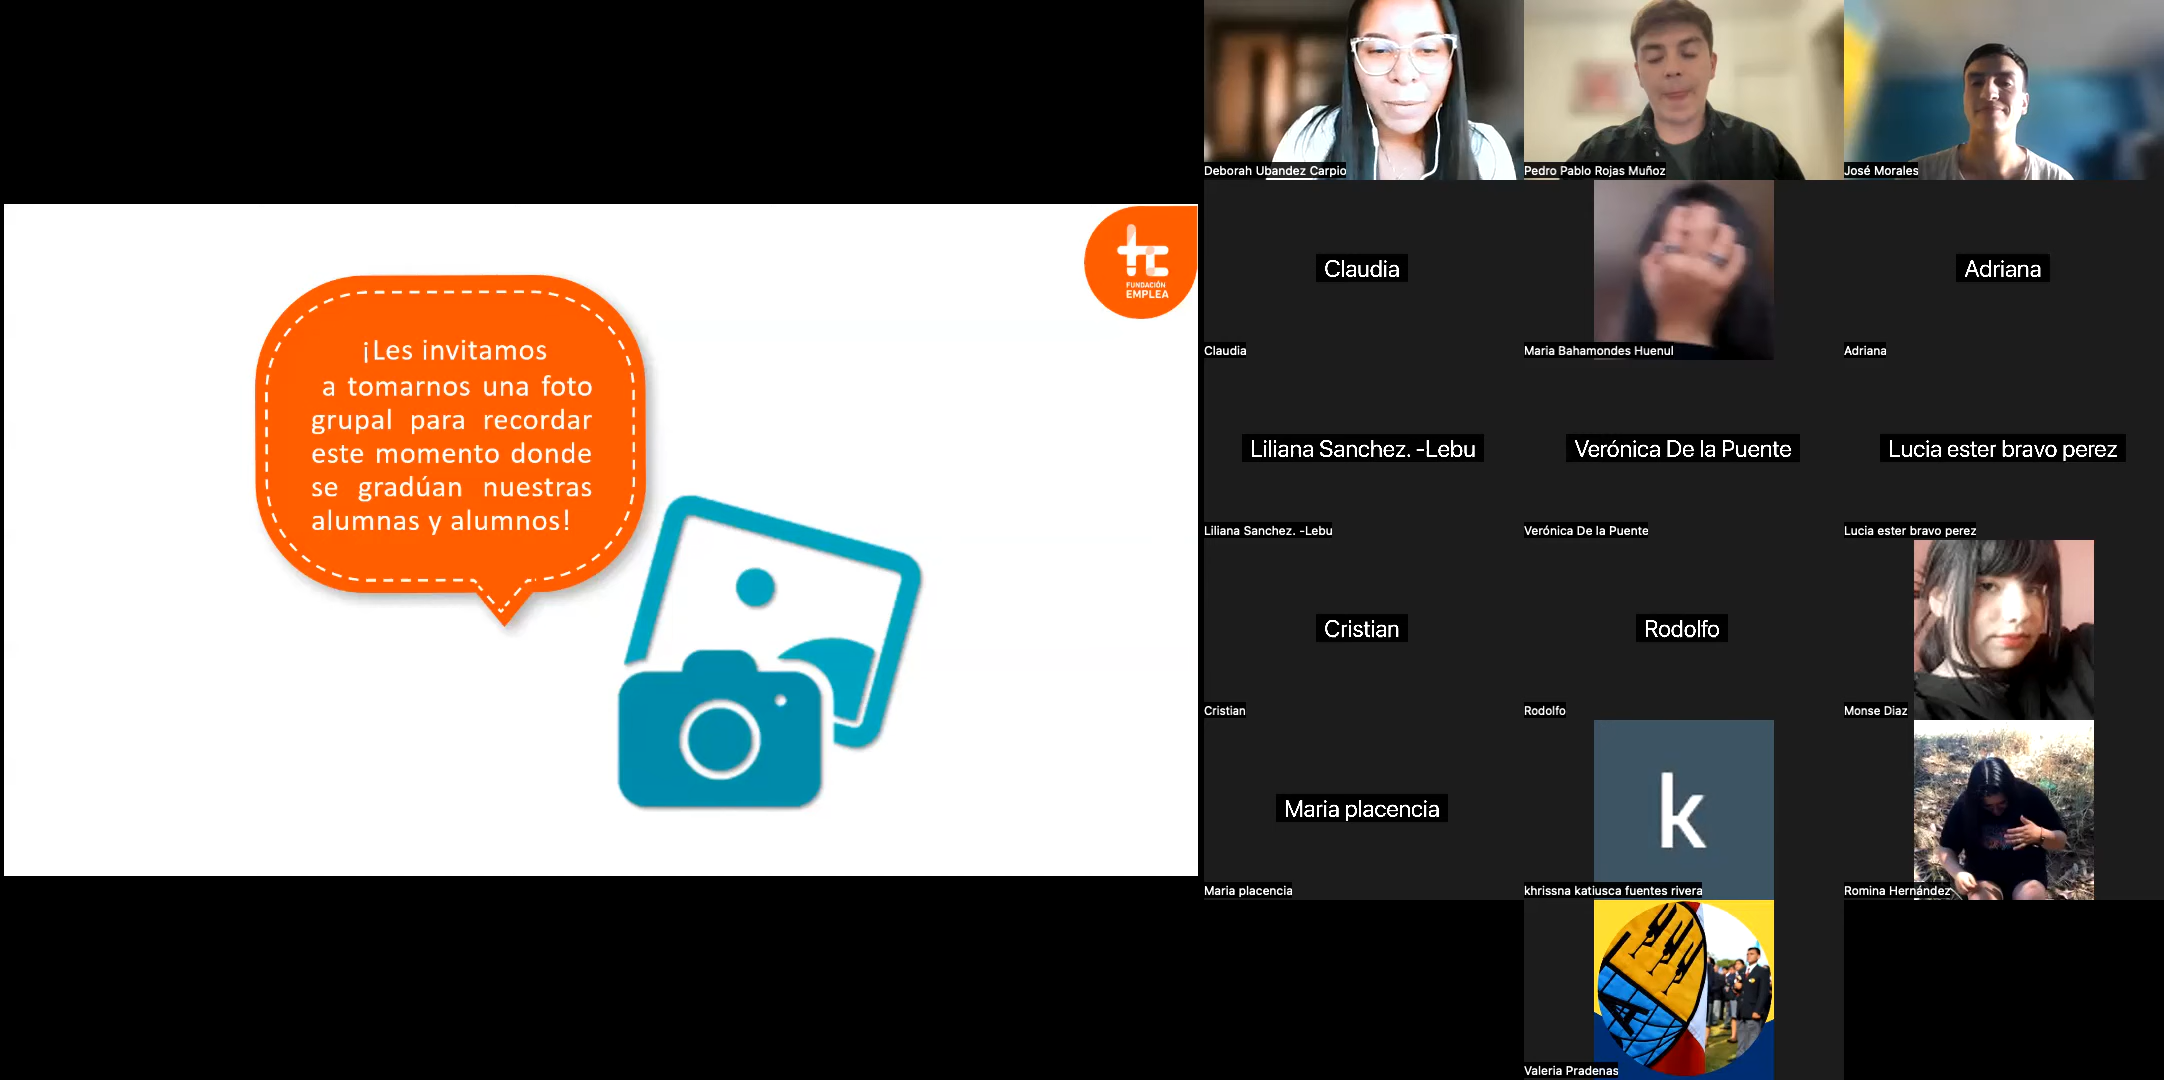 FUNDACIÓN
EMPLEA
¡Les invitamos
a tomarnos una foto
grupal para recordar
este momento donde
se gradúan nuestras
alumnas y alumnos!
Deborah Ubandez Carpio
Pedro Pablo Rojas Muñoz
José Morales
Claudia
Adriana
Claudia
Maria Bahamondes Huenul
Adriana
Liliana Sanchez. -Lebu
Verónica De la Puente
Lucia ester bravo perez
Liliana Sanchez. -Lebu
Verónica De la Puente
Lucia ester bravo perez
Cristian
Rodolfo
Cristian
Rodolfo
Monse Diaz
Maria placencia
k
Maria placencia
khrissna katiusca fuentes rivera
Romina Hernández
Valeria Pradenas